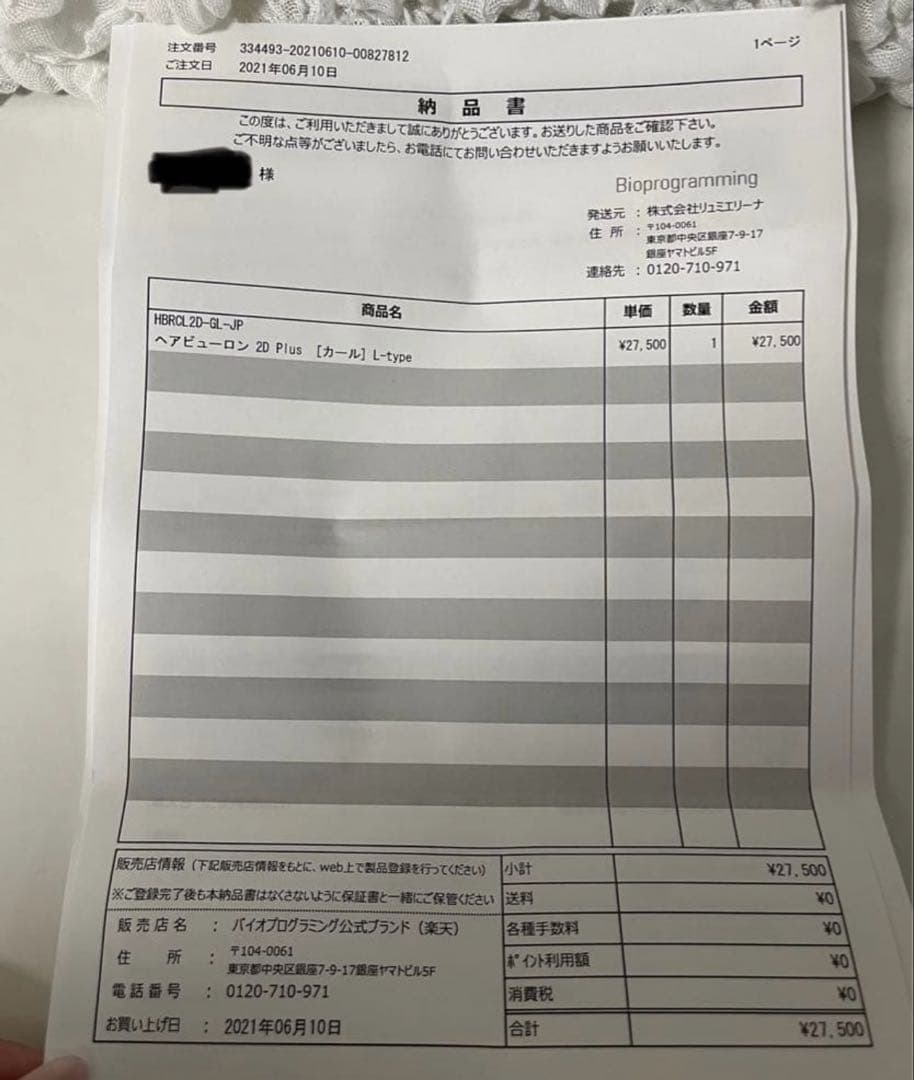 注文番号 334493-20210610-00827812
1ページ
ご注文日 2021年06月10日
納品書
この度は、ご利用いただきまして誠にありがとうございます。お送りした商品をご確認下さい。
ご不明な点等がございましたら、お電話にてお問い合わせいただきますようお願いいたします。
様
Bioprogramming
発送元 : 株式会社リュミエリーナ
住所 : 〒104-0061
東京都中央区銀座7-9-17
銀座ヤマトビル5F
連絡先 : 0120-710-971
商品名 単価 数量 金額
HBRCL2D-GL-JP
ヘアビューロン 2D Plus [カール] L-type ¥27,500 1 ¥27,500
販売店情報（下記販売店情報をもとに、web上で製品登録を行ってください）
※ご登録完了後も本納品書はなくさないように保証書と一緒にご保管ください
販売店名 : バイオプログラミング公式ブランド（楽天）
住所 : 〒104-0061
東京都中央区銀座7-9-17銀座ヤマトビル5F
電話番号 : 0120-710-971
お買い上げ日 : 2021年06月10日
小計 ¥27,500
送料 ¥0
各種手数料 ¥0
ﾎﾟｲﾝﾄ利用額 ¥0
消費税 ¥0
合計 ¥27,500